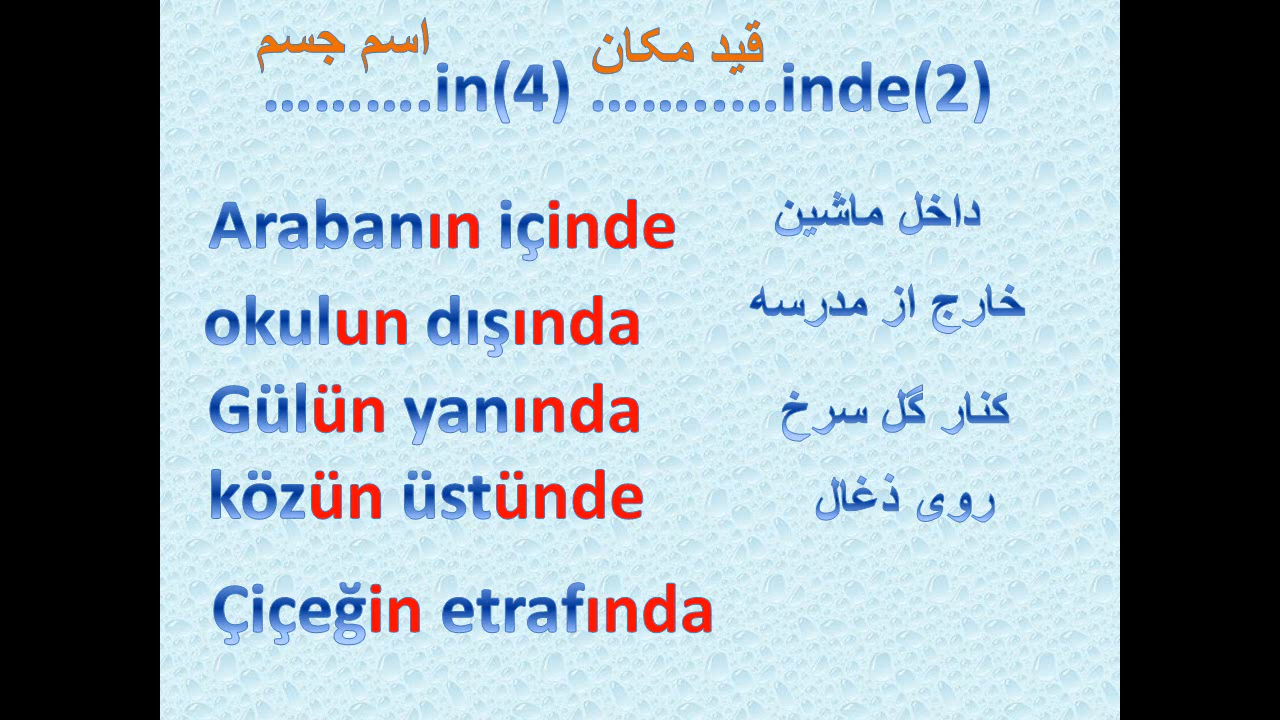 اسم جسم قید مکان
……….in(4) ………..inde(2)
Arabanın içinde داخل ماشین
okulun dışında خارج از مدرسه
Gülün yanında کنار گل سرخ
közün üstünde روی ذغال
Çiçeğin etrafında